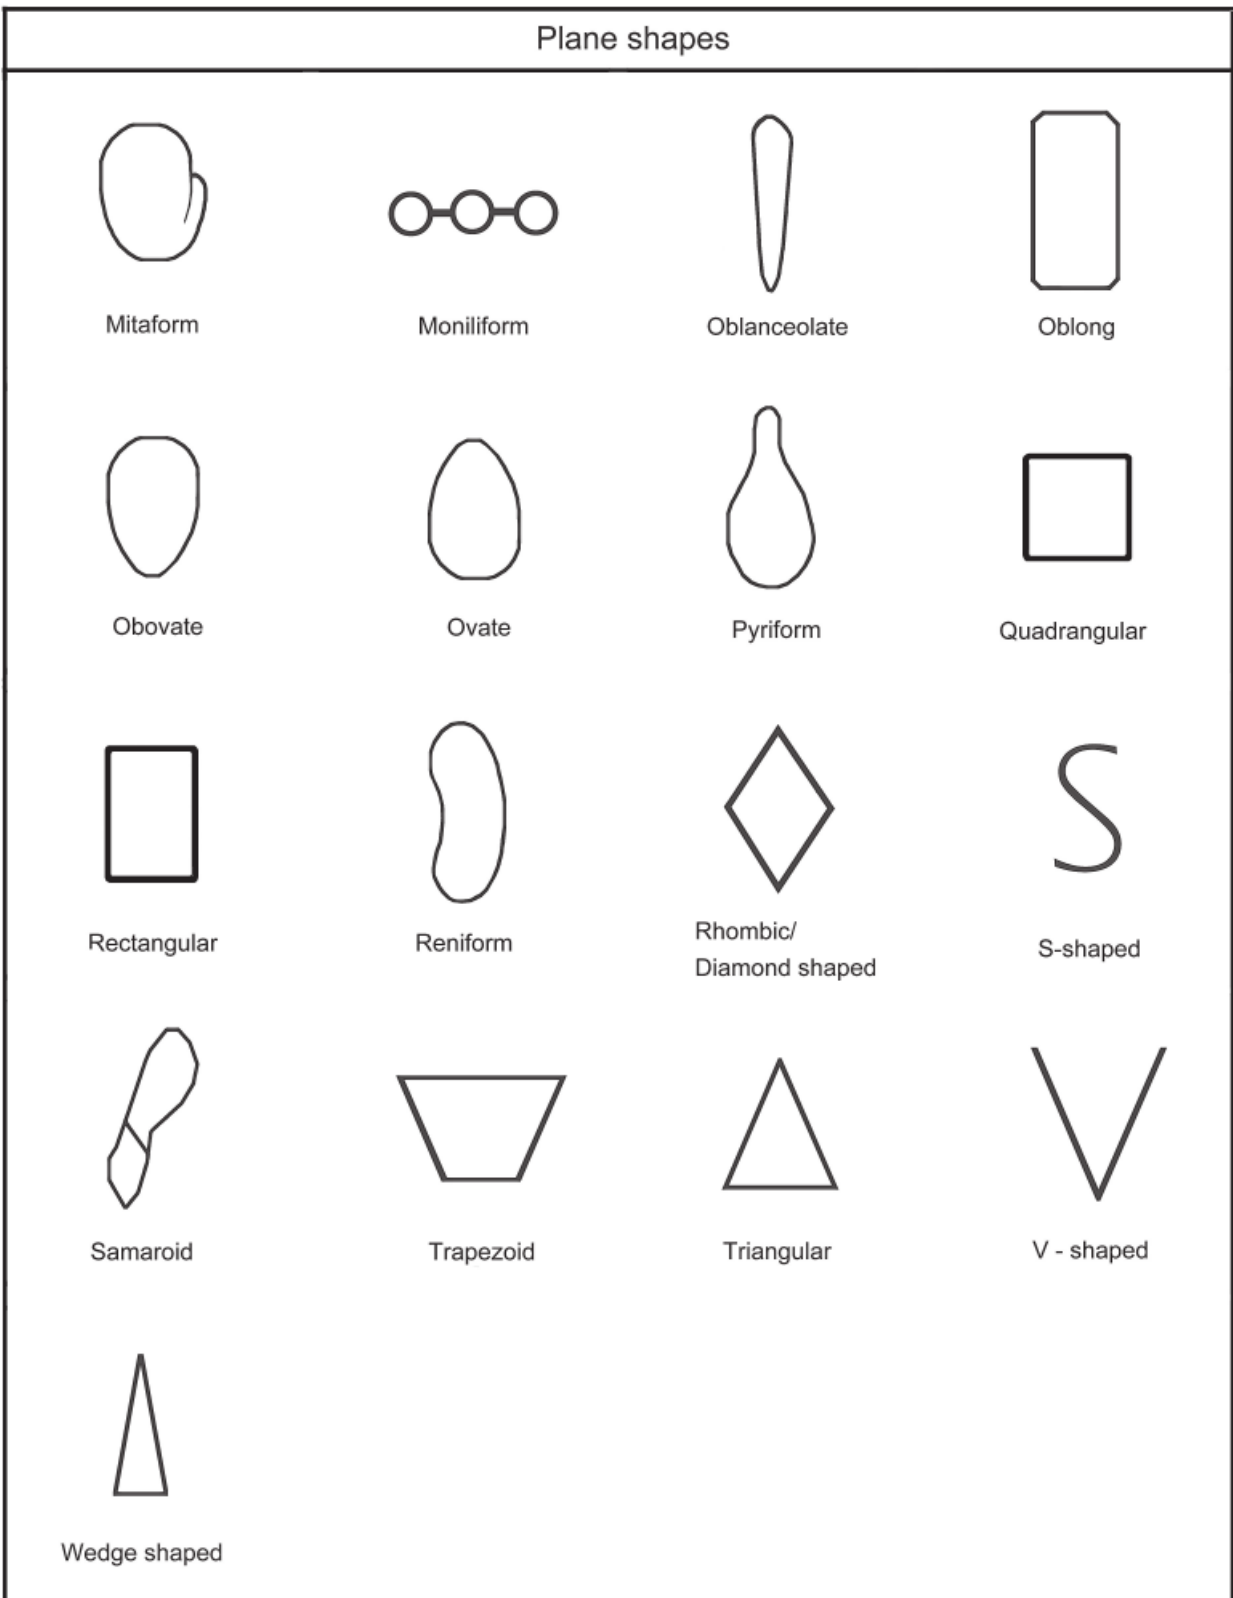 Plane shapes
Mitaform
Moniliform
Oblanceolate
Oblong
Obovate
Ovate
Pyriform
Quadrangular
Rectangular
Reniform
Rhombic/
Diamond shaped
S-shaped
Samaroid
Trapezoid
Triangular
V - shaped
Wedge shaped